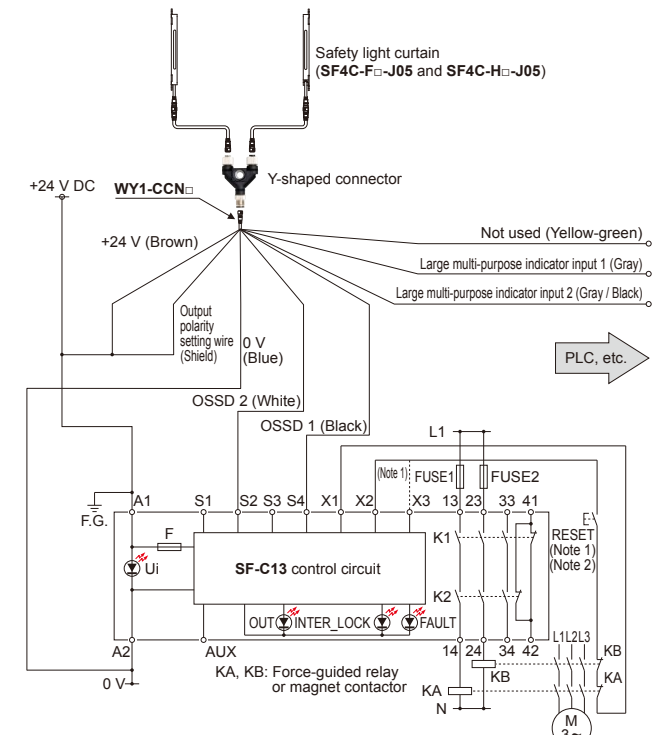 Safety light curtain
(SF4C-F□-J05 and SF4C-H□-J05)
Y-shaped connector
+24 V DC
WY1-CCN□
+24 V (Brown)
Not used (Yellow-green)
Large multi-purpose indicator input 1 (Gray)
Large multi-purpose indicator input 2 (Gray / Black)
Output
polarity
setting wire
(Shield)
0 V
(Blue)
PLC, etc.
OSSD 2 (White)
OSSD 1 (Black)
L1
(Note 1)
FUSE1
FUSE2
F.G.
A1
S1
S2
S3
S4
X1
X2
X3
13
23
33
41
F
K1
RESET
(Note 1)
(Note 2)
Ui
SF-C13 control circuit
K2
OUT
INTER_LOCK
FAULT
A2
AUX
14
24
34
42
L1L2L3
KB
KA
KA, KB: Force-guided relay
or magnet contactor
KB
KA
0 V
N
M
3~